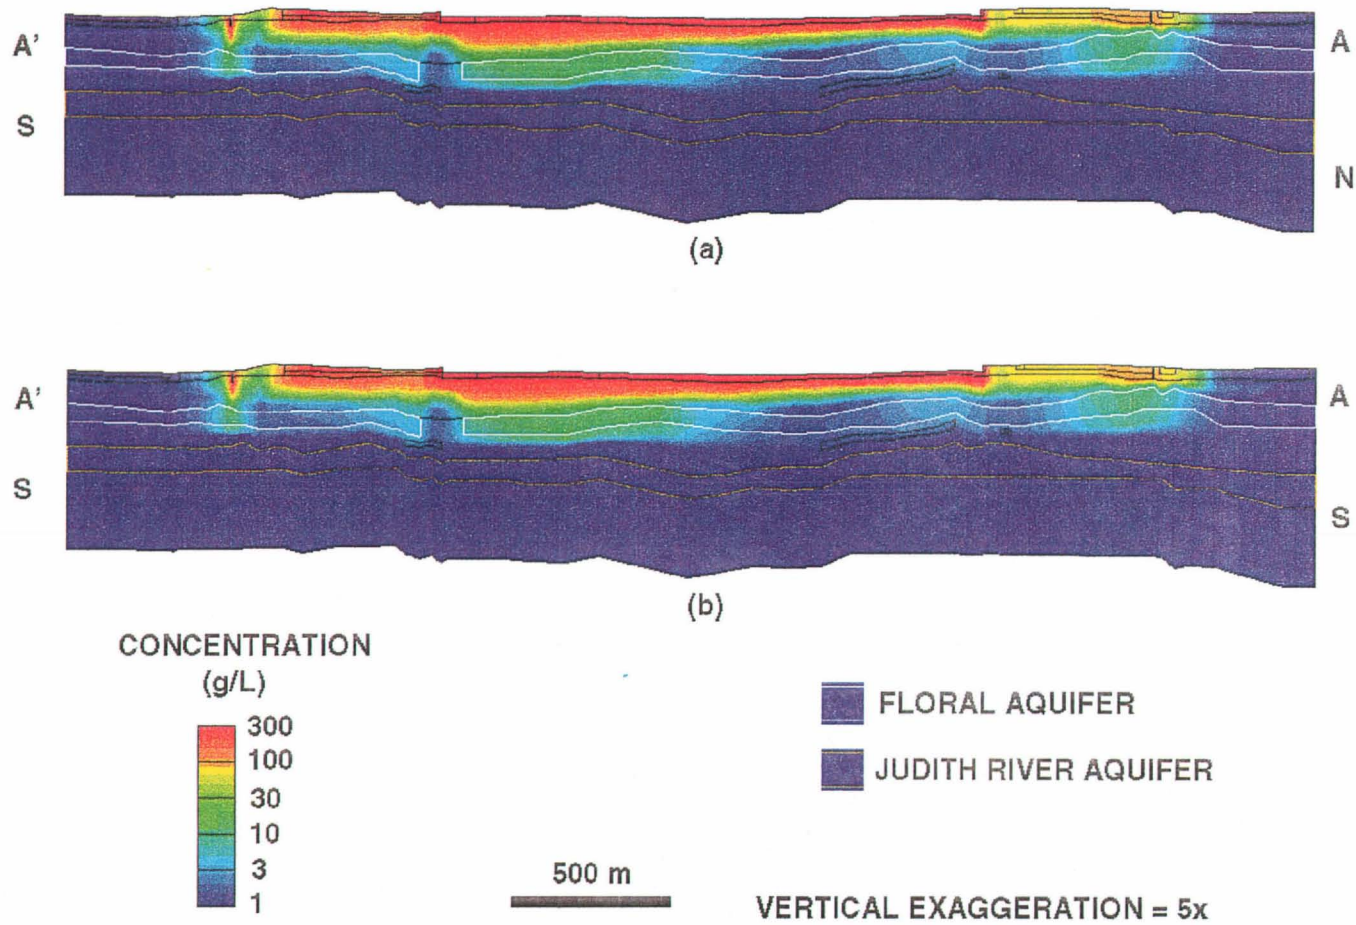 A’ A
S N
(a)
A’ A
S S
(b)
CONCENTRATION
(g/L)
300
100
30
10
3
1
FLORAL AQUIFER
JUDITH RIVER AQUIFER
500 m
VERTICAL EXAGGERATION = 5x